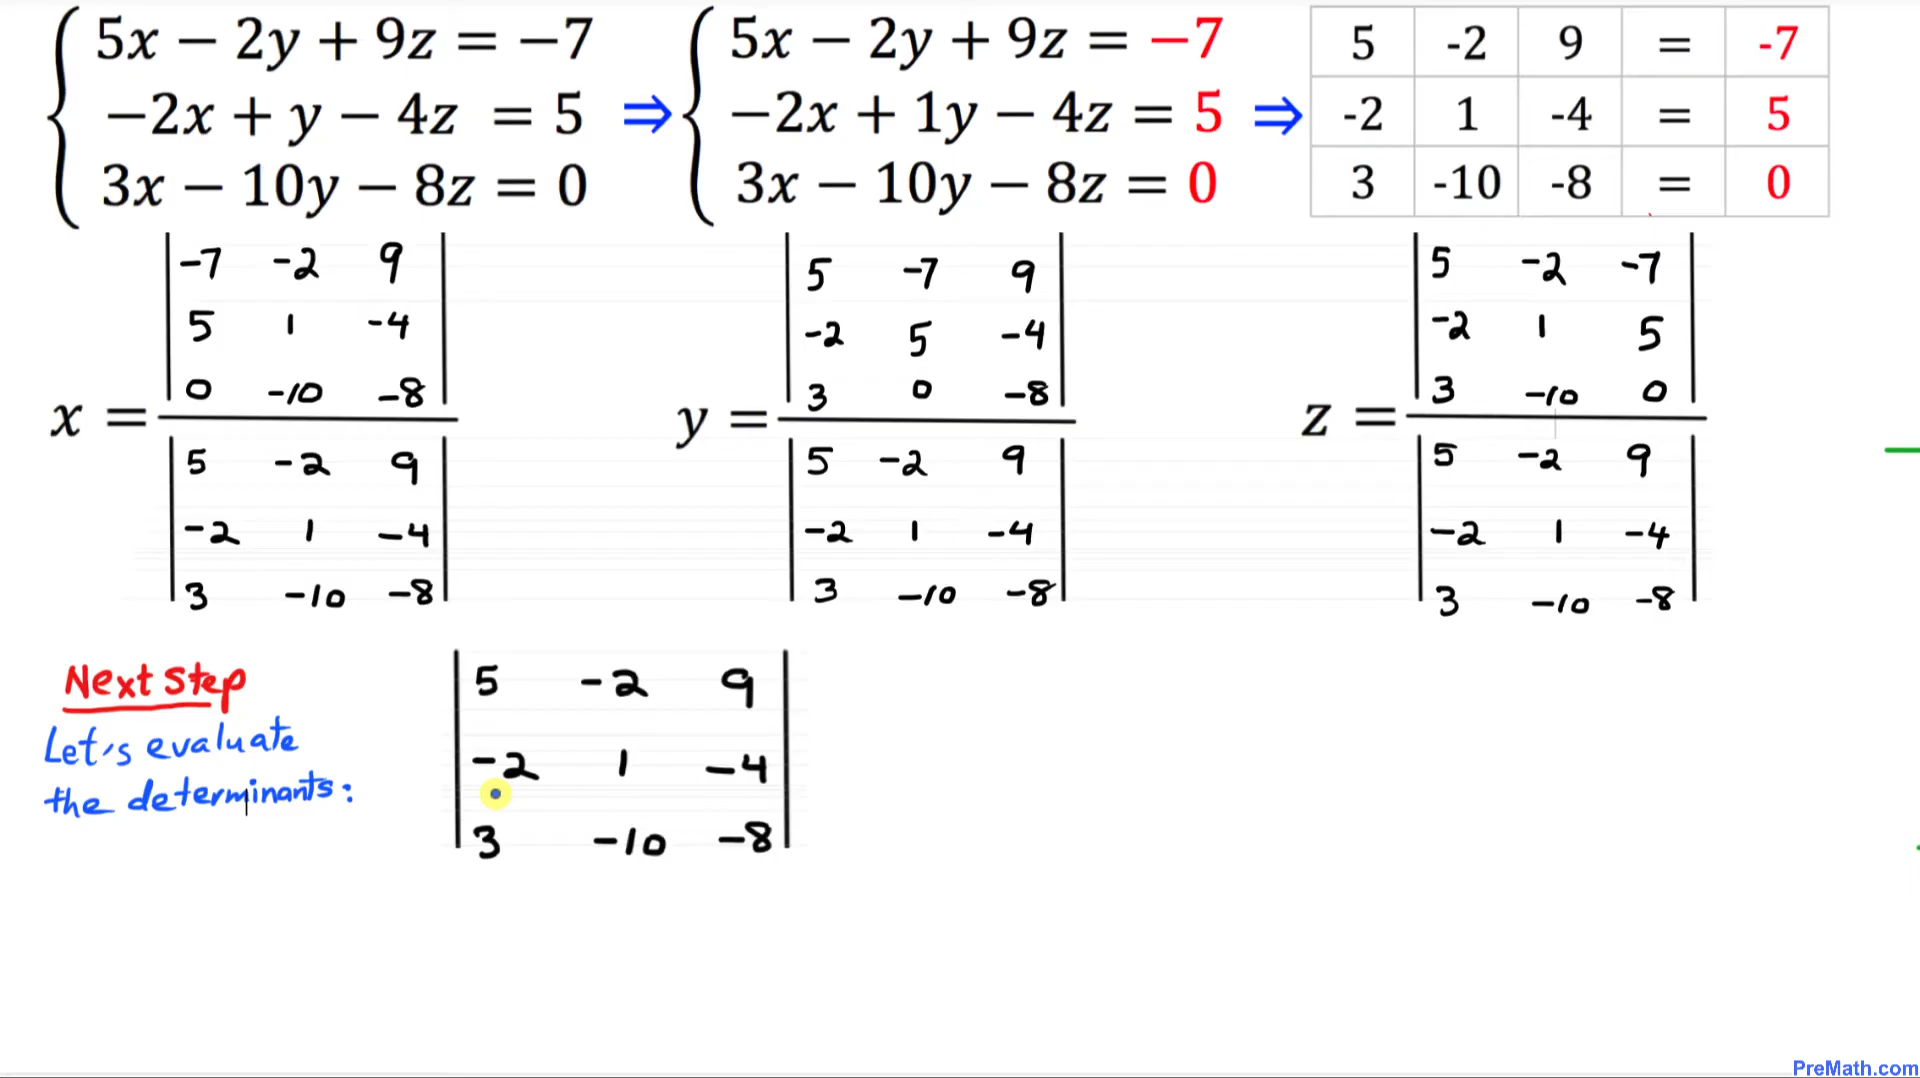 5x − 2y + 9z = −7
−2x + y − 4z = 5
3x − 10y − 8z = 0
⇒
5x − 2y + 9z = −7
−2x + 1y − 4z = 5
3x − 10y − 8z = 0
⇒
5 -2 9 = -7
-2 1 -4 = 5
3 -10 -8 = 0
x =
-7 -2 9
5 1 -4
0 -10 -8
5 -2 9
-2 1 -4
3 -10 -8
y =
5 -7 9
-2 5 -4
3 0 -8
5 -2 9
-2 1 -4
3 -10 -8
z =
5 -2 -7
-2 1 5
3 -10 0
5 -2 9
-2 1 -4
3 -10 -8
Next Step
Let's evaluate
the determinants:
5 -2 9
-2 1 -4
3 -10 -8
PreMath.com